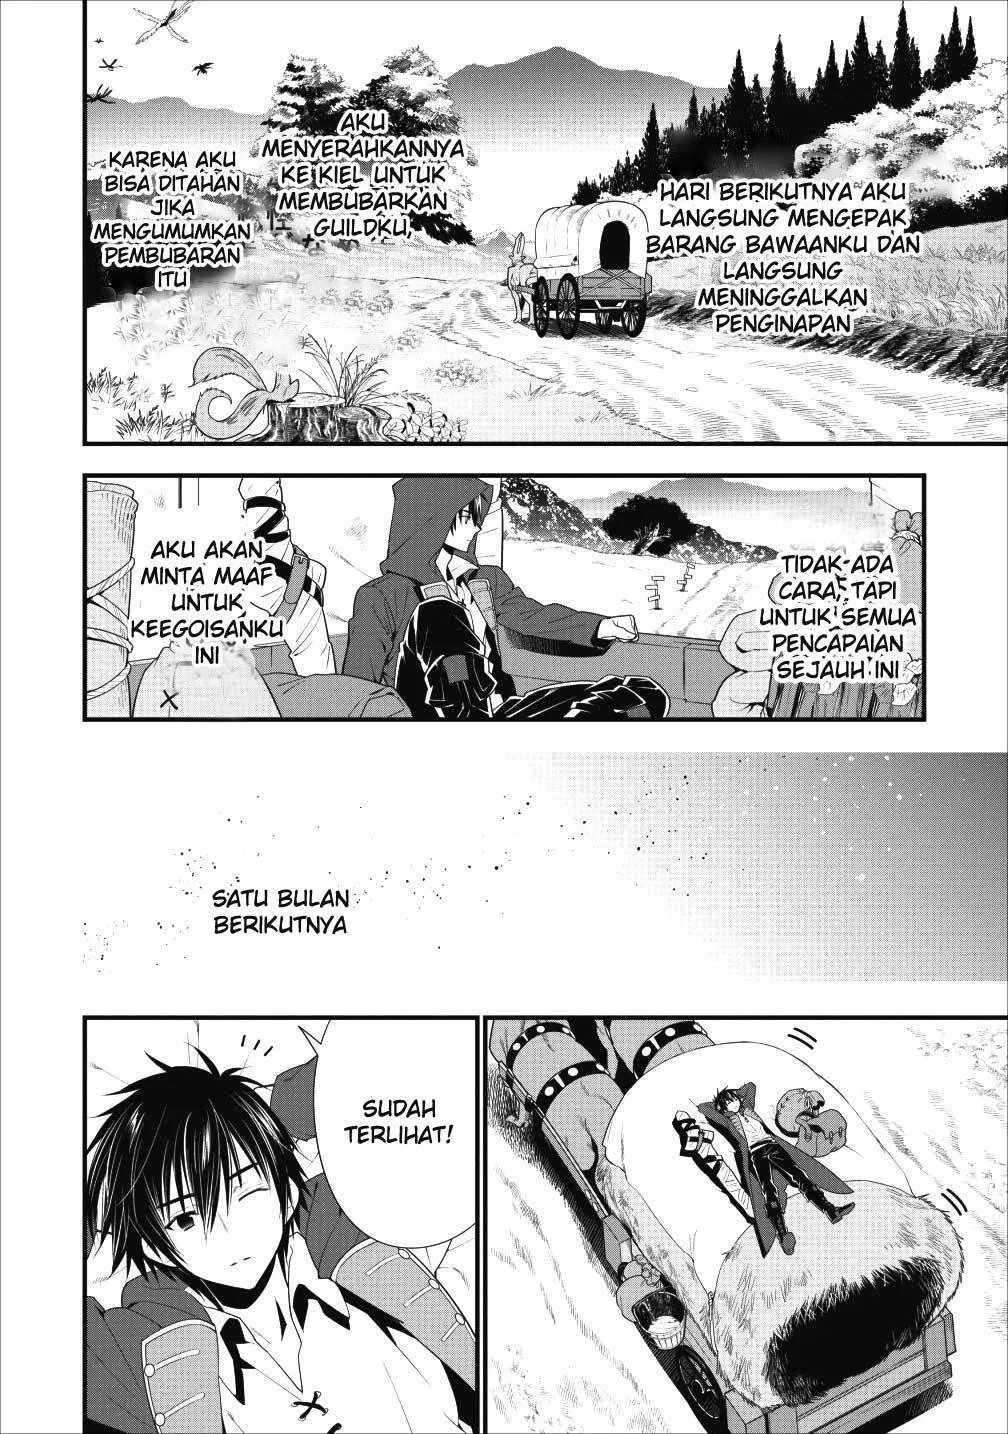 HARI BERIKUTNYA AKU
LANGSUNG MENGEPAK
BARANG BAWAANKU DAN
LANGSUNG
MENINGGALKAN
PENGINAPAN
AKU
MENYERAHKANNYA
KE KIEL UNTUK
MEMBUBARKAN
GUILDKU,
KARENA AKU
BISA DITAHAN
JIKA
MENGUMUMKAN
PEMBUBARAN
ITU
TIDAK ADA
CARA, TAPI
UNTUK SEMUA
PENCAPAIAN
SEJAUH INI
AKU AKAN
MINTA MAAF
UNTUK
KEEGOISANKU
INI
SATU BULAN
BERIKUTNYA
SUDAH
TERLIHAT!